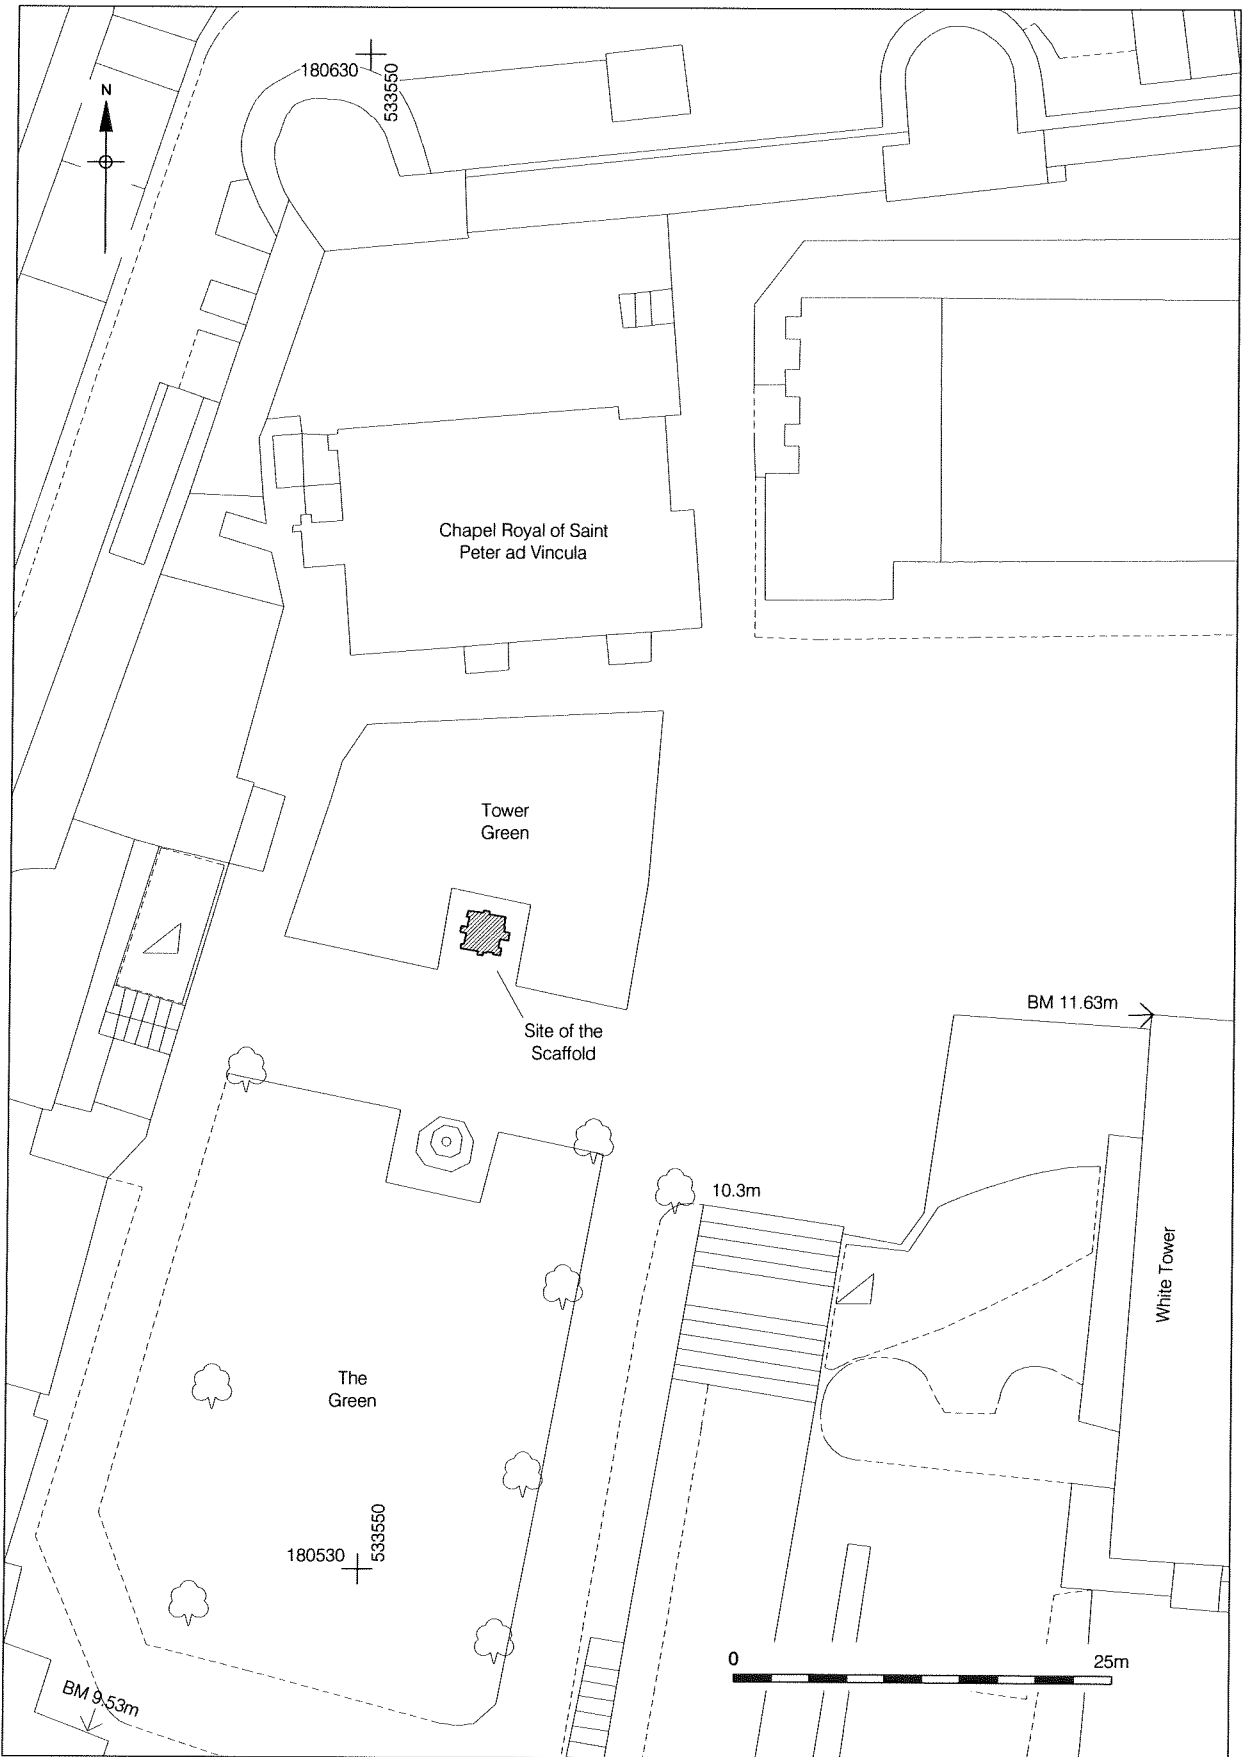 180630
533550
N
Chapel Royal of Saint
Peter ad Vincula
Tower
Green
Site of the
Scaffold
BM 11.63m
10.3m
White Tower
The
Green
180530
533550
0
25m
BM 9.53m